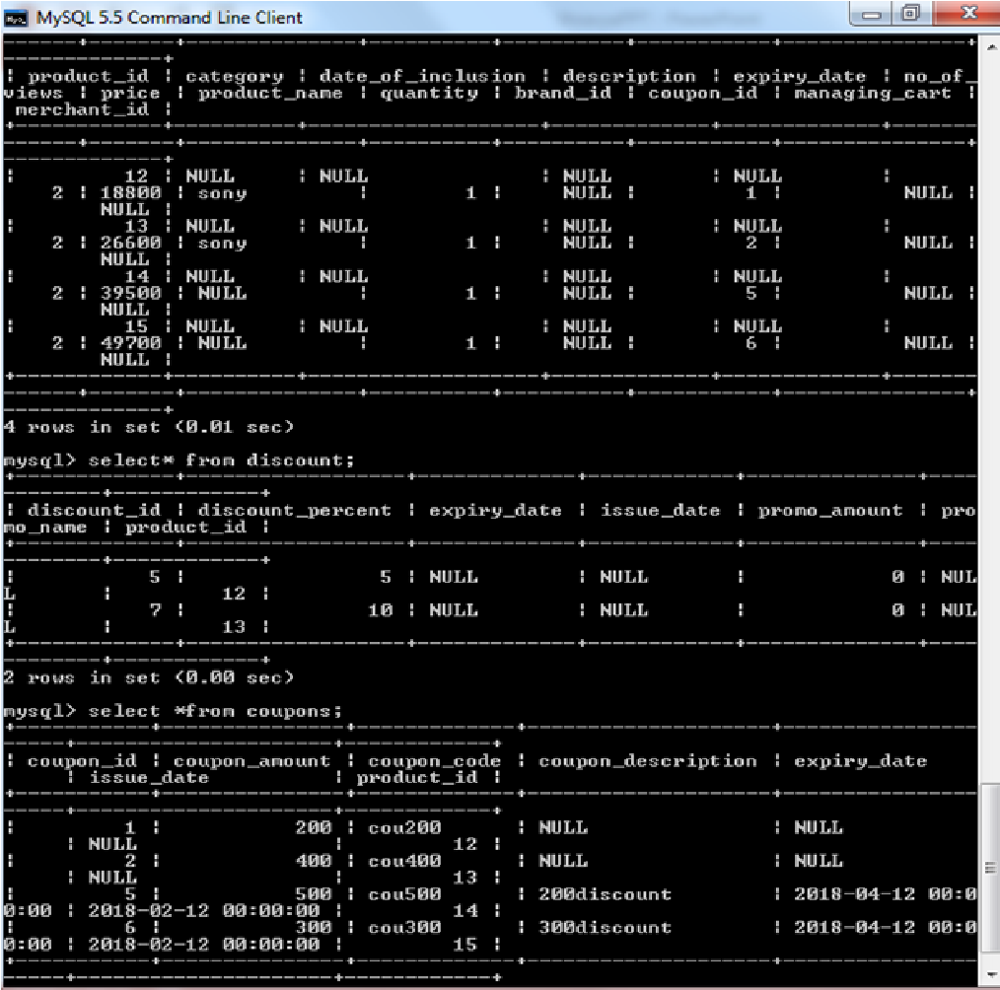 MySQL 5.5 Command Line Client
------+-------+------------------+------------+----------+-----------+---------------+
---------------+
| product_id | category | date_of_inclusion | description | expiry_date | no_of_
views | price | product_name | quantity | brand_id | coupon_id | managing_cart |
merchant_id |
| 12 | NULL | NULL | NULL | NULL |
2 | 18800 | sony | 1 | NULL | 1 | NULL |
NULL |
| 13 | NULL | NULL | NULL | NULL |
2 | 26600 | sony | 1 | NULL | 2 | NULL |
NULL |
| 14 | NULL | NULL | NULL | NULL |
2 | 39500 | NULL | 1 | NULL | 5 | NULL |
NULL |
| 15 | NULL | NULL | NULL | NULL |
2 | 49700 | NULL | 1 | NULL | 6 | NULL |
NULL |
4 rows in set (0.01 sec)
mysql> select* from discount;
| discount_id | discount_percent | expiry_date | issue_date | promo_amount | pro
mo_name | product_id |
| 5 | 5 | NULL | NULL | 0 | NUL
L | 12 |
| 7 | 10 | NULL | NULL | 0 | NUL
L | 13 |
2 rows in set (0.00 sec)
mysql> select *from coupons;
| coupon_id | coupon_amount | coupon_code | coupon_description | expiry_date
| issue_date | product_id |
| 1 | 200 | cou200 | NULL | NULL
| NULL | 12 |
| 2 | 400 | cou400 | NULL | NULL
| NULL | 13 |
| 5 | 500 | cou500 | 200discount | 2018-04-12 00:0
0:00 | 2018-02-12 00:00:00 | 14 |
| 6 | 300 | cou300 | 300discount | 2018-04-12 00:0
0:00 | 2018-02-12 00:00:00 | 15 |